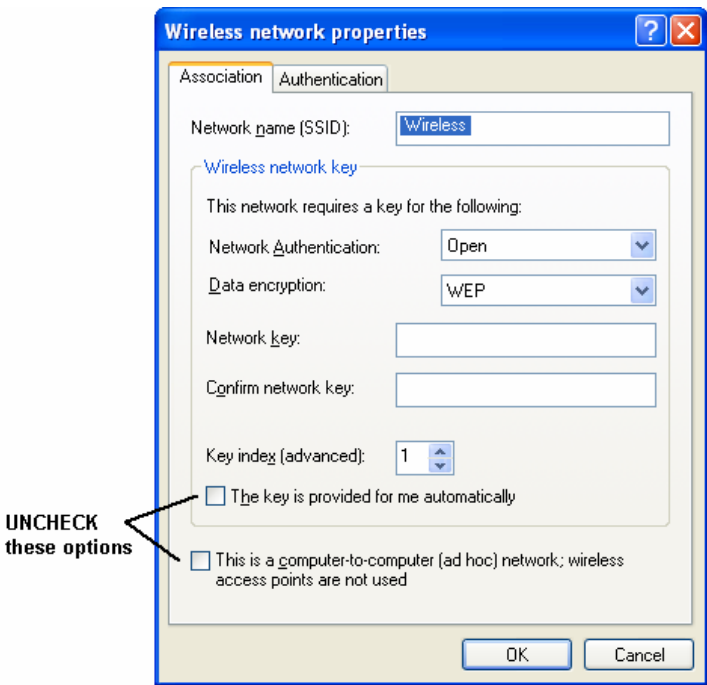 Wireless network properties
Association Authentication
Network name (SSID): Wireless
Wireless network key
This network requires a key for the following:
Network Authentication: Open
Data encryption: WEP
Network key:
Confirm network key:
Key index (advanced): 1
The key is provided for me automatically
UNCHECK
these options
This is a computer-to-computer (ad hoc) network; wireless
access points are not used
OK Cancel